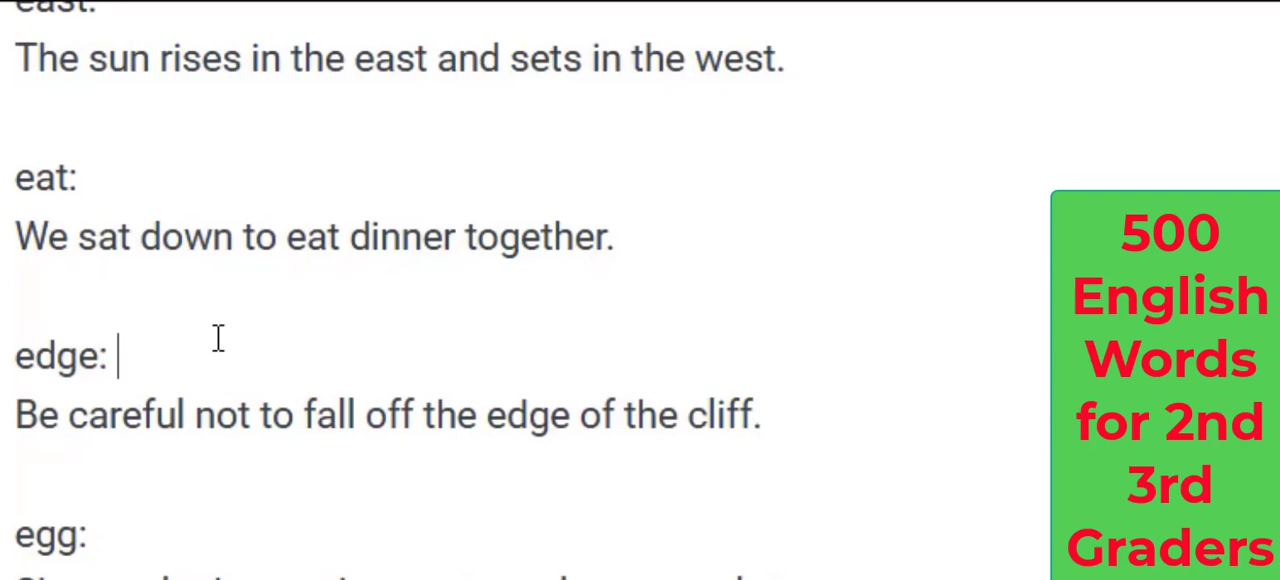 east:
The sun rises in the east and sets in the west.
eat:
We sat down to eat dinner together.
edge:
Be careful not to fall off the edge of the cliff.
egg:
500
English
Words
for 2nd
3rd
Graders